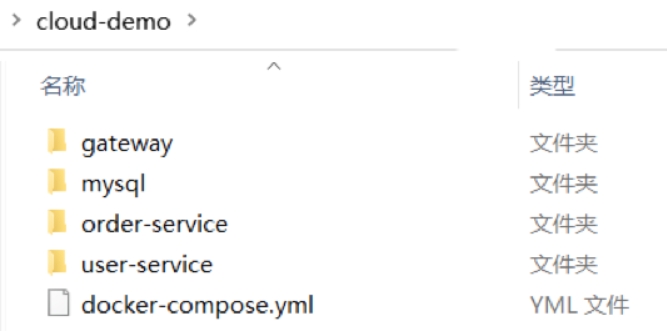 > cloud-demo >
名称 类型
gateway 文件夹
mysql 文件夹
order-service 文件夹
user-service 文件夹
docker-compose.yml YML 文件